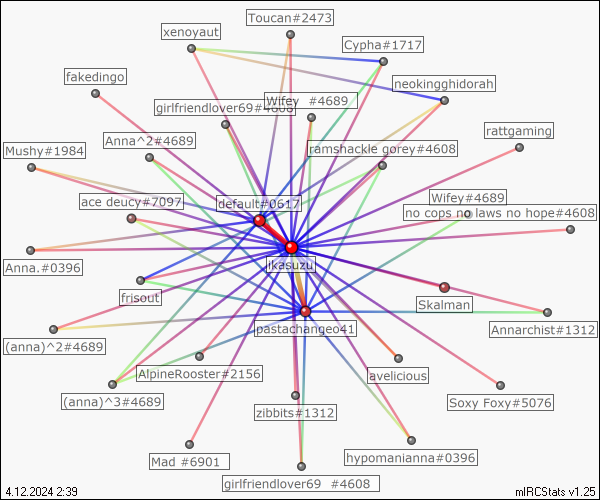 Toucan#2473
xenoyaut
Cypha#1717
fakedingo
neokingghidorah
girlfriendlover69#4608
Wifey #4689
Anna^2#4689
rattgaming
Mushy#1984
ramshackle gorey#4608
ace deucy#7097
default#0617
Wifey#4689
no cops no laws no hope#4608
Anna.#0396
ikasuzu
frisout
Skalman
(anna)^2#4689
pastachangeo41
Annarchist#1312
AlpineRooster#2156
avelicious
(anna)^3#4689
zibbits#1312
Soxy Foxy#5076
Mad #6901
hypomanianna#0396
girlfriendlover69 #4608
4.12.2024 2:39
mIRCStats v1.25